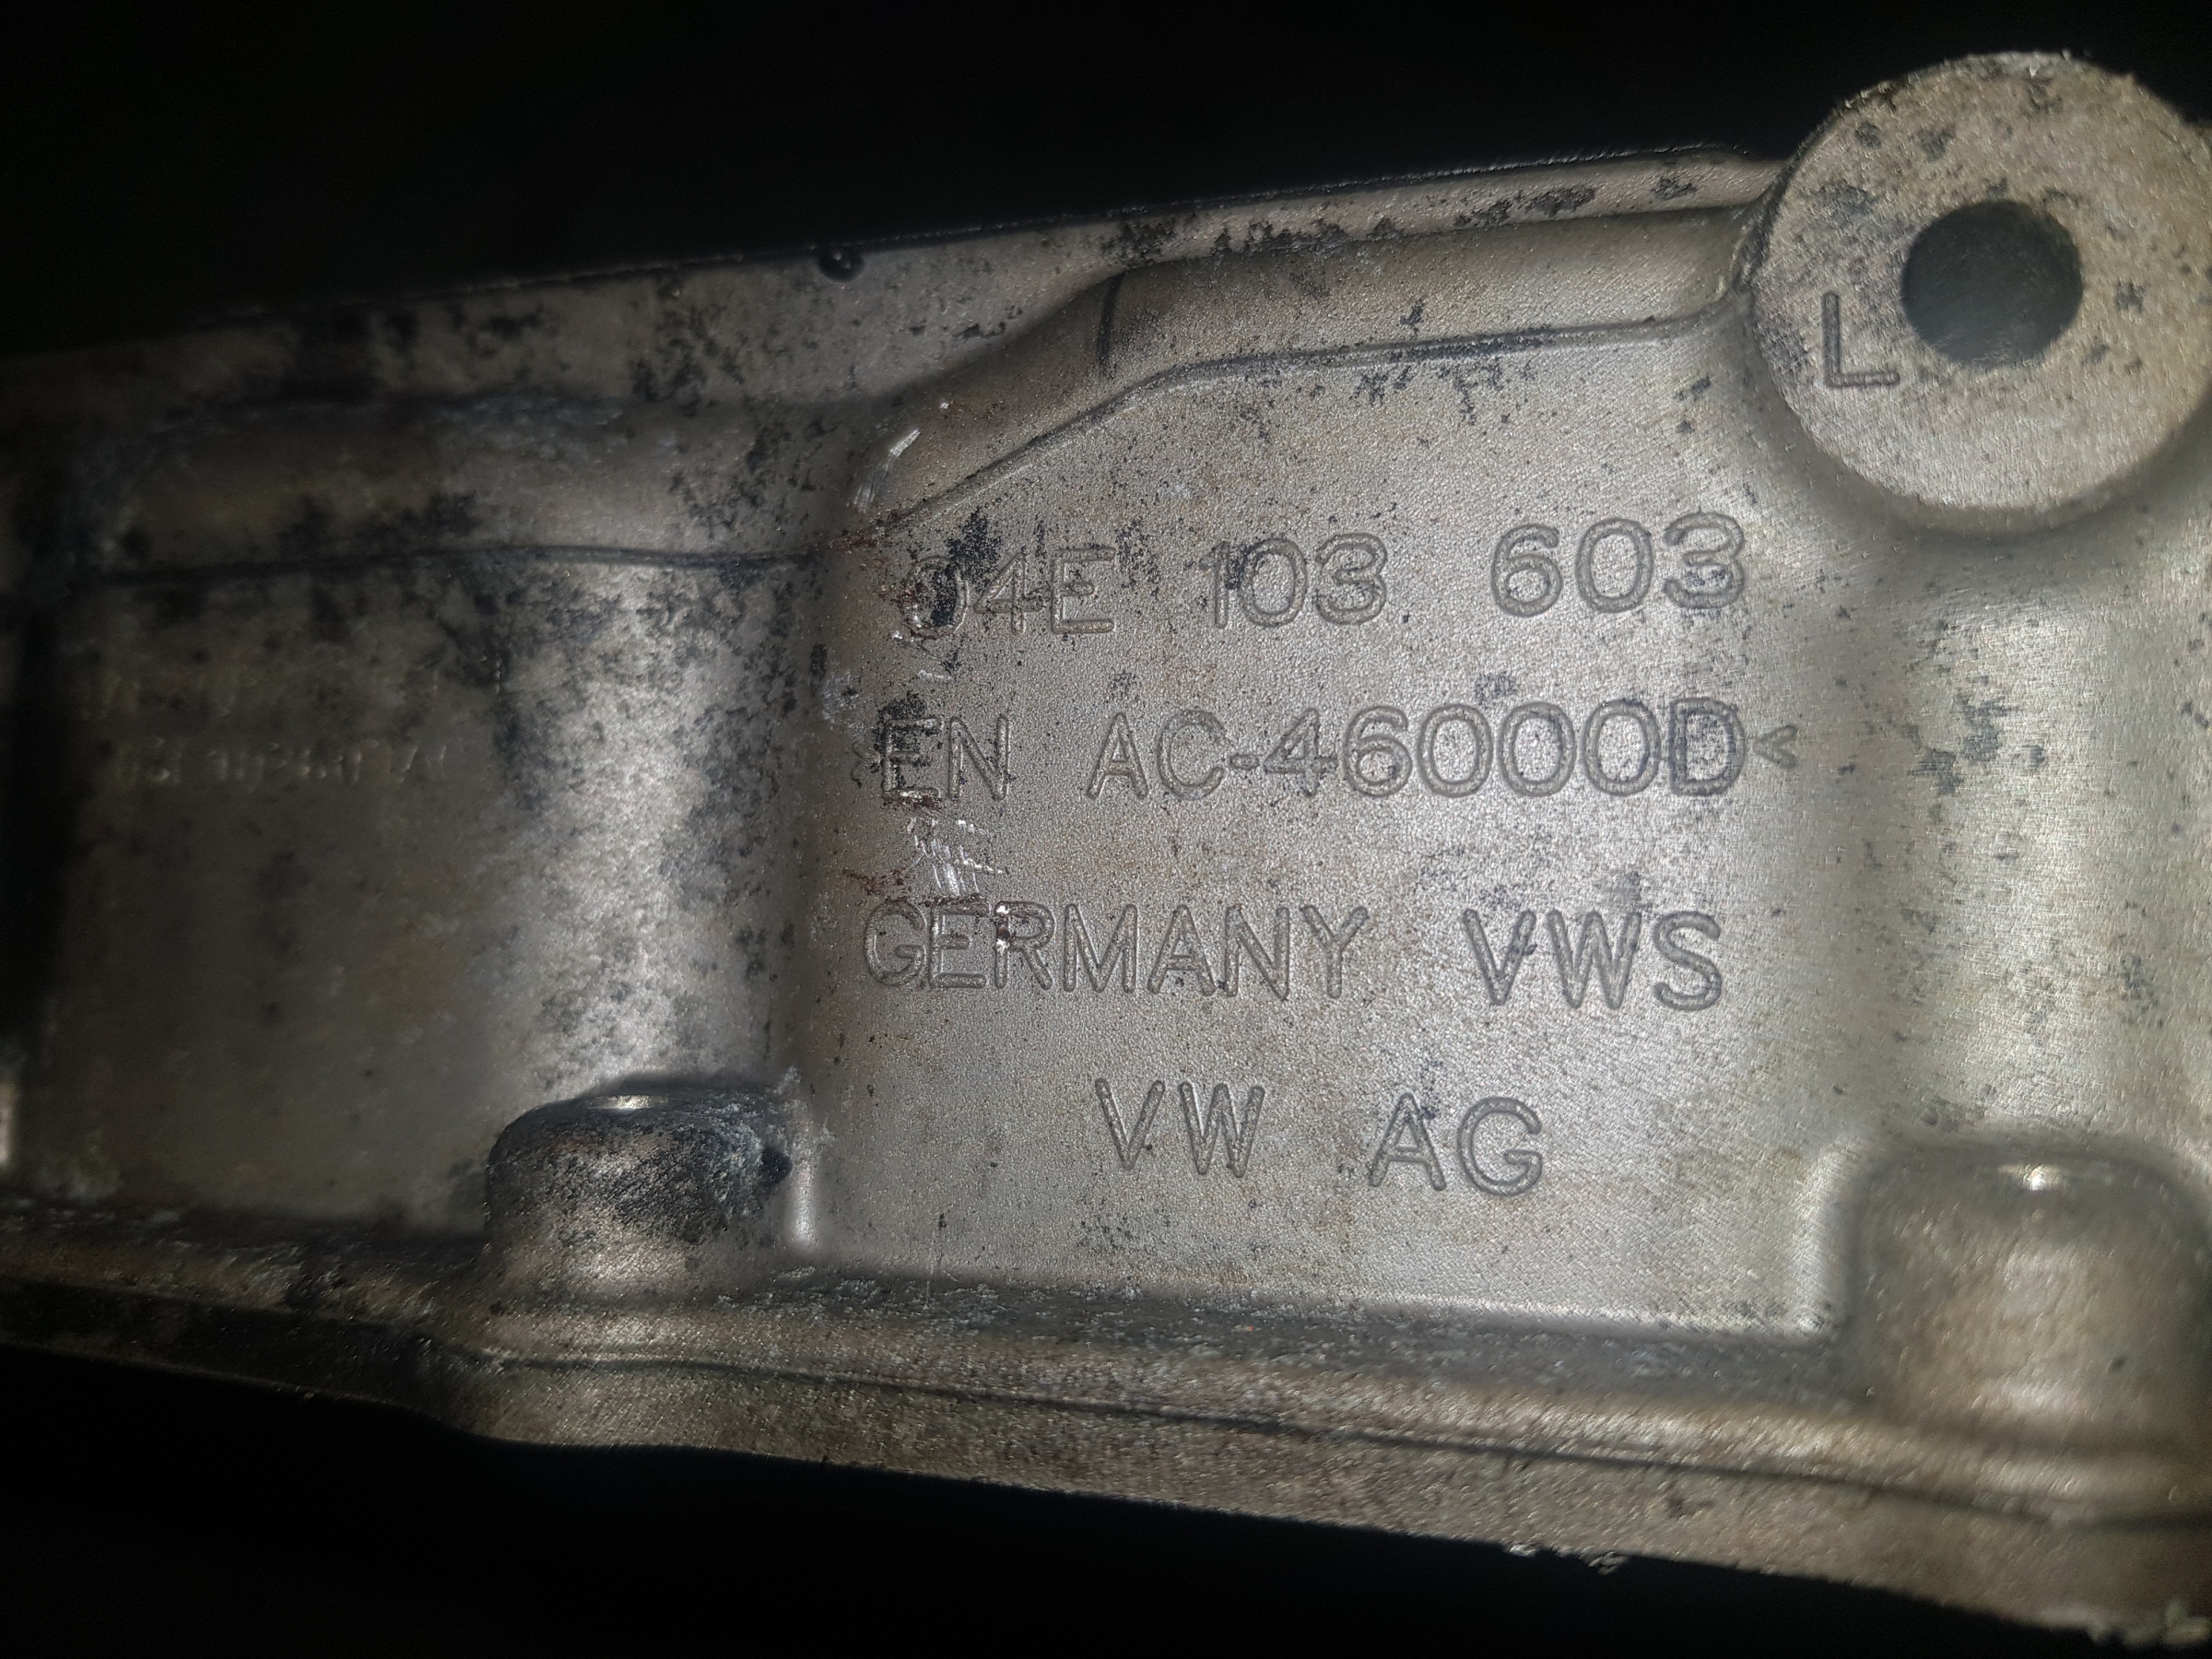 L
04E 103 603
>EN AC-46000D<
GERMANY VWS
VW AG